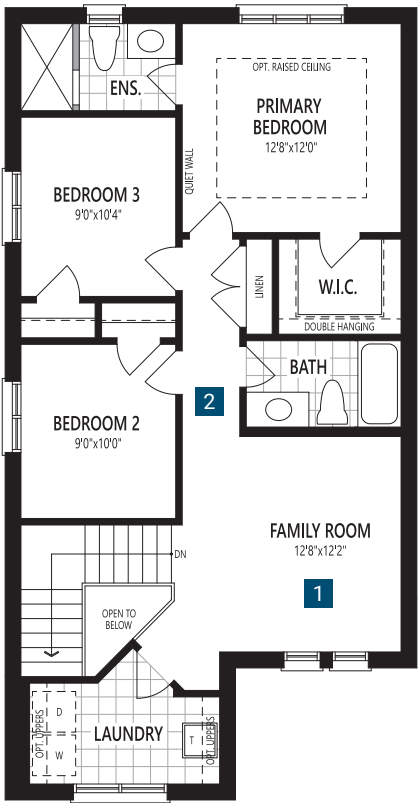 ENS.
OPT. RAISED CEILING
PRIMARY
BEDROOM
12'8"x12'0"
QUIET WALL
BEDROOM 3
9'0"x10'4"
LINEN
W.I.C.
DOUBLE HANGING
BATH
2
BEDROOM 2
9'0"x10'0"
FAMILY ROOM
12'8"x12'2"
DN
1
OPEN TO
BELOW
OPT. UPPERS
D
W
LAUNDRY
T
OPT. UPPERS